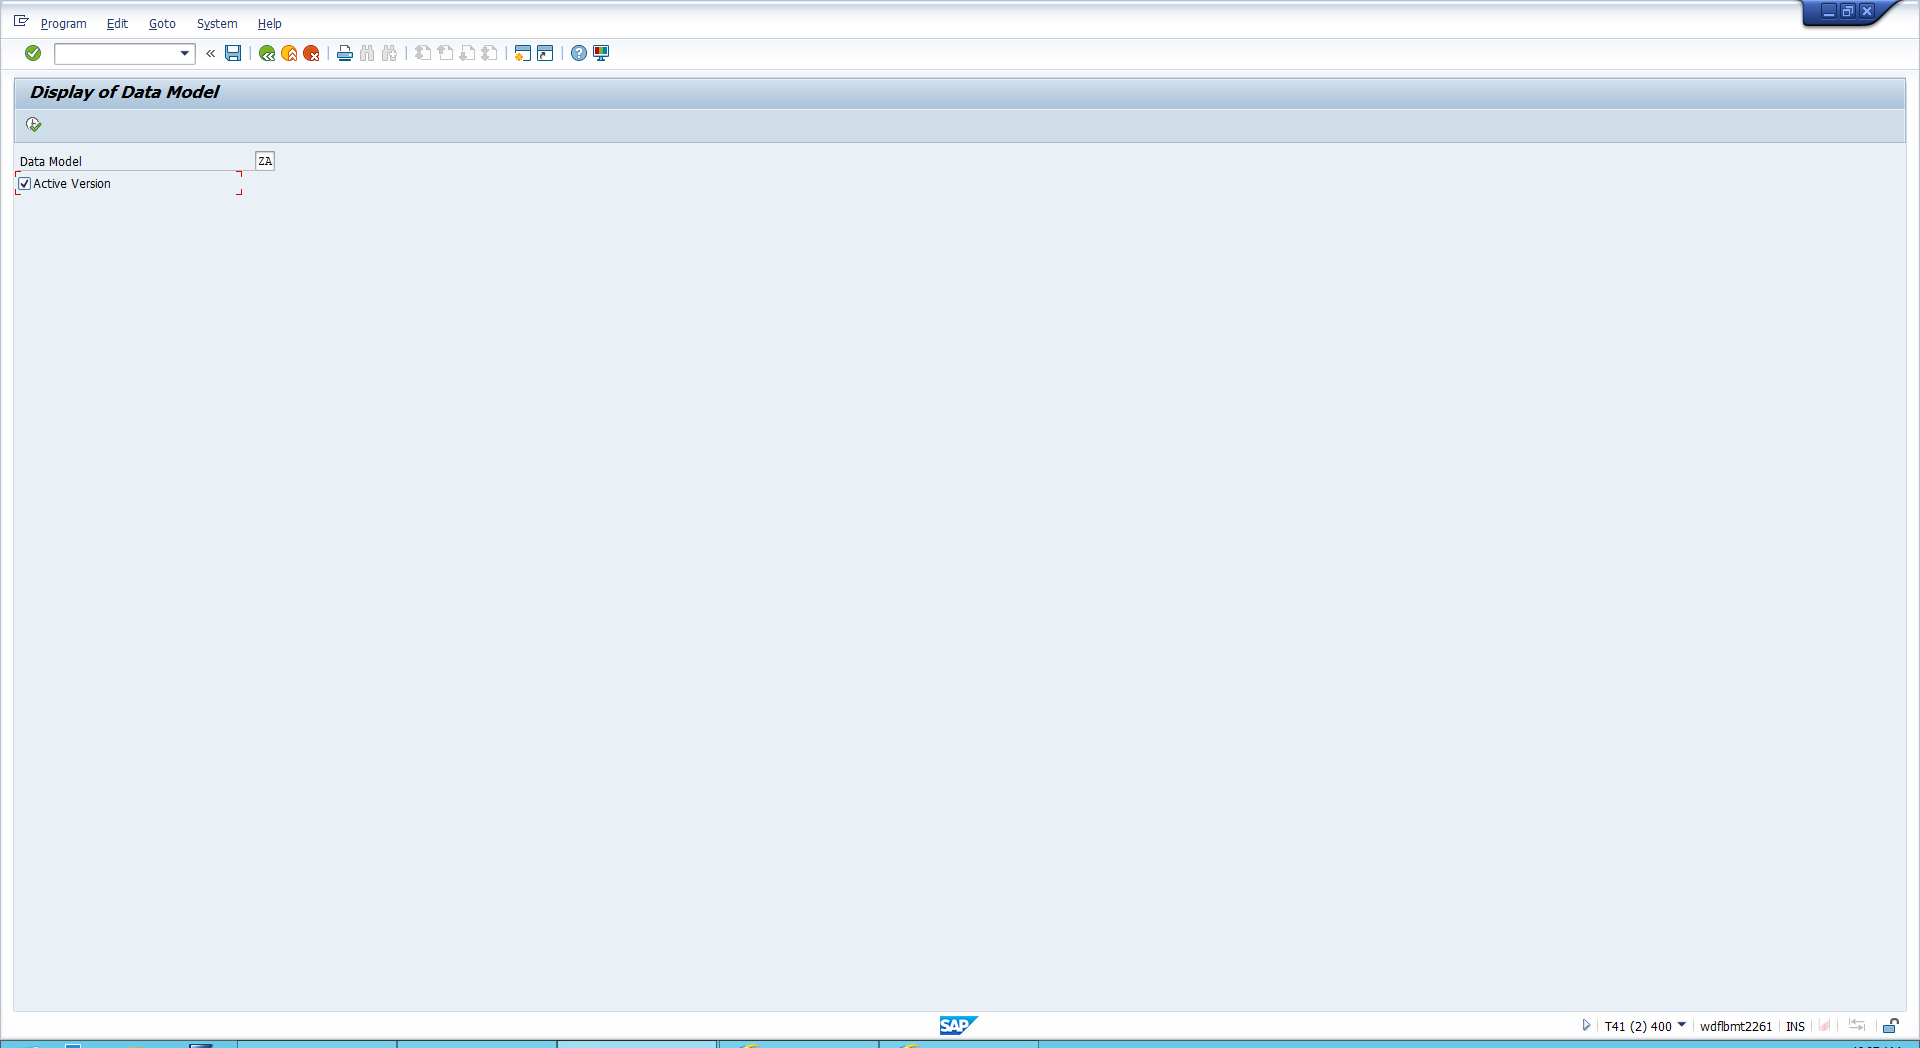 Program Edit Goto System Help
Display of Data Model
Data Model ZA
Active Version
SAP
T41 (2) 400 wdflbmt2261 INS